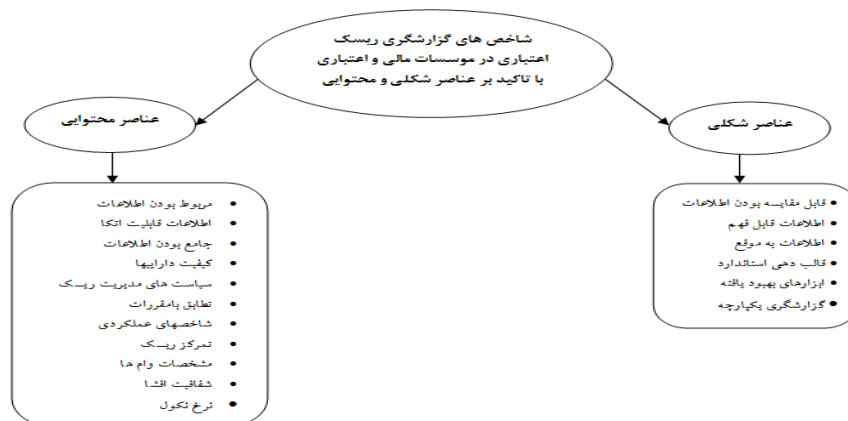 شاخص های گزارشگری ریسک
اعتباری در موسسات مالی و اعتباری
با تاکید بر عناصر شکلی و محتوایی
عناصر شکلی
عناصر محتوایی
قابل مقایسه بودن اطلاعات
اطلاعات قابل فهم
اطلاعات به موقع
قالب دهی استاندارد
ابزارهای بهبود یافته
گزارشگری یکپارچه
مربوط بودن اطلاعات
اطلاعات قابلیت اتکا
جامع بودن اطلاعات
کیفیت داراییها
سیاست های مدیریت ریسک
تطابق بامقررات
شاخصهای عملکردی
تمرکز ریسک
مشخصات وام ها
شفافیت افشا
نرخ نکول